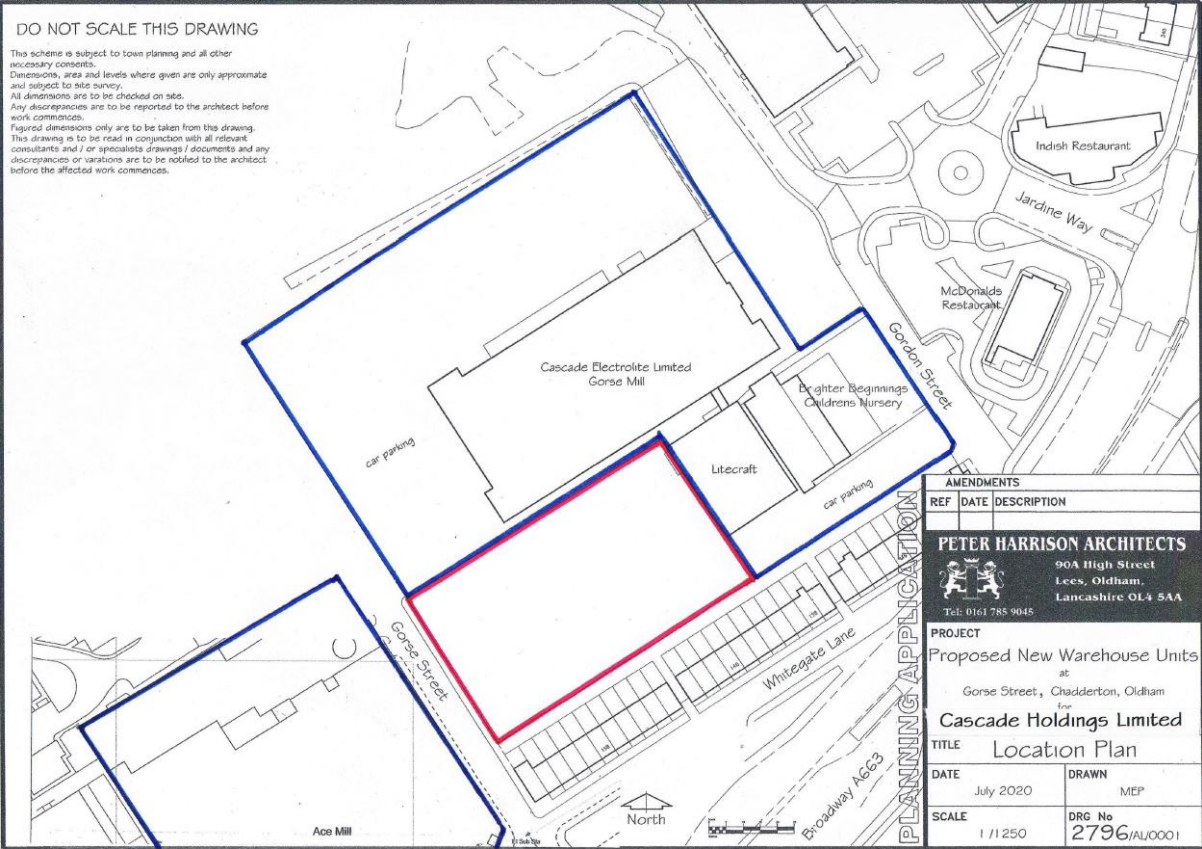 DO NOT SCALE THIS DRAWING
This scheme is subject to town planning and all other
necessary consents.
Dimensions, area and levels where given are only approximate
and subject to site survey.
All dimensions are to be checked on site.
Any discrepancies are to be reported to the architect before
work commences.
Figured dimensions only are to be taken from this drawing.
This drawing is to be read in conjunction with all relevant
consultants and / or specialists drawings / documents and any
discrepancies or variations are to be notified to the architect
before the affected work commences.
Indish Restaurant
Jardine Way
McDonalds
Restaurant
Gordon Street
Cascade Electrolite Limited
Gorse Mill
Brighter Beginnings
Childrens Nursery
car parking
Litecraft
car parking
Gorse Street
Whitegate Lane
Broadway A663
Ace Mill
North
PLANNING APPLICATION
AMENDMENTS
REF DATE DESCRIPTION
PETER HARRISON ARCHITECTS
90A High Street
Lees, Oldham,
Lancashire OL4 5AA
Tel: 0161 785 9045
PROJECT
Proposed New Warehouse Units
at
Gorse Street, Chadderton, Oldham
for
Cascade Holdings Limited
TITLE Location Plan
DATE July 2020
DRAWN MEP
SCALE 1 / 1250
DRG No 2796/AL/0001